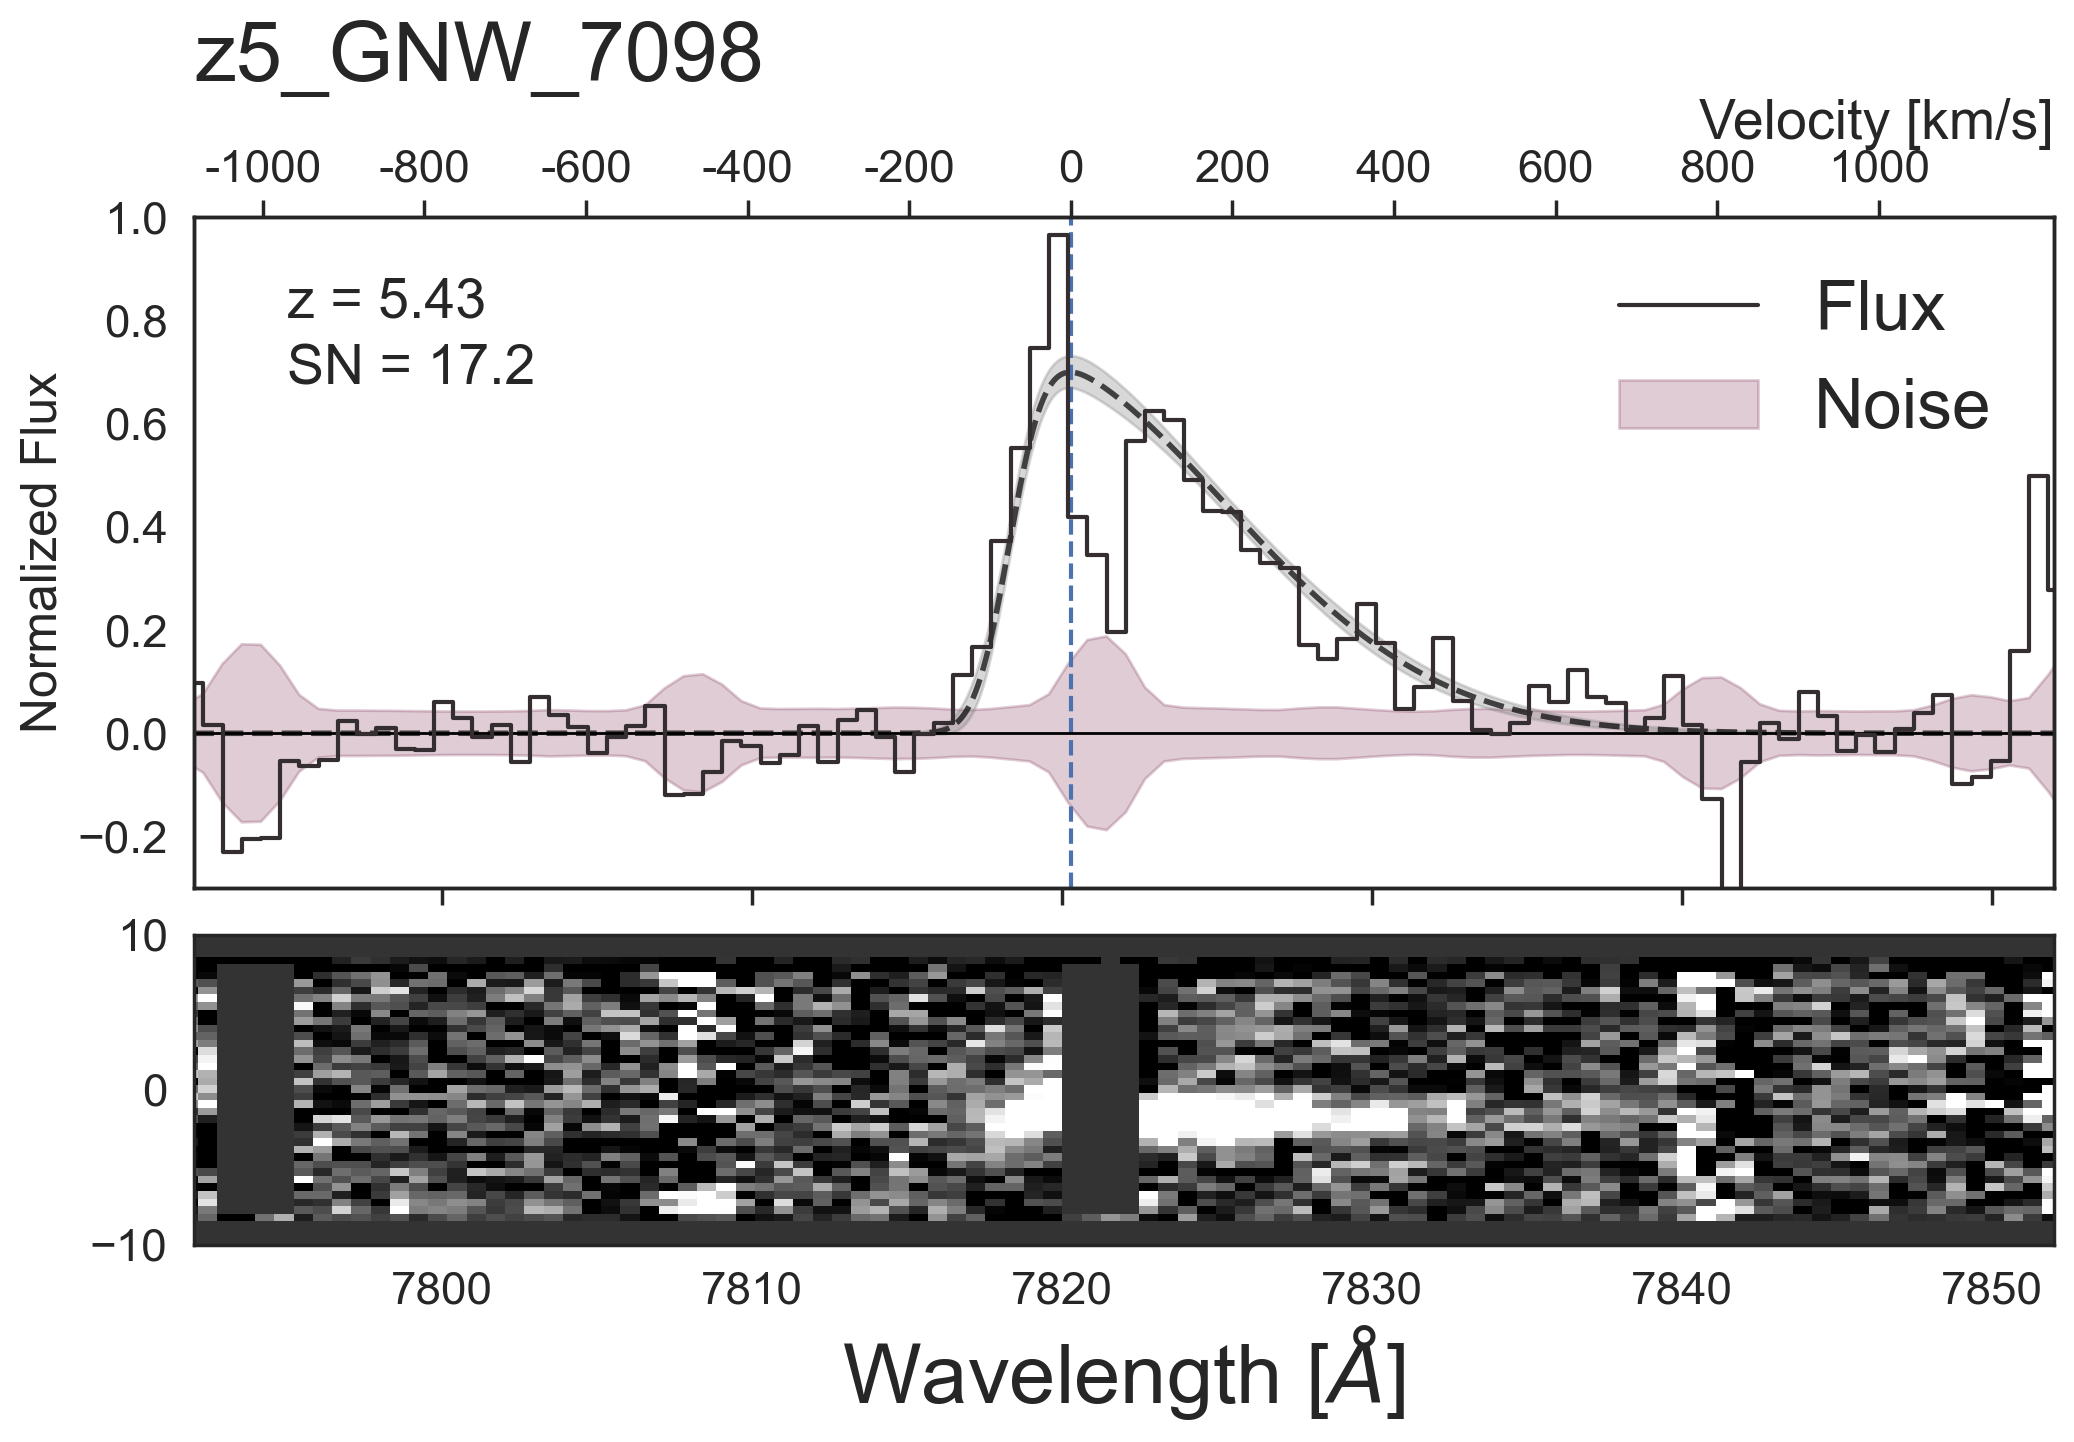 z5_GNW_7098
Velocity [km/s]
-1000 -800 -600 -400 -200 0 200 400 600 800 1000
1.0
0.8
0.6
0.4
0.2
0.0
−0.2
Normalized Flux
z = 5.43
SN = 17.2
Flux
Noise
10
0
−10
7800 7810 7820 7830 7840 7850
Wavelength [Å]